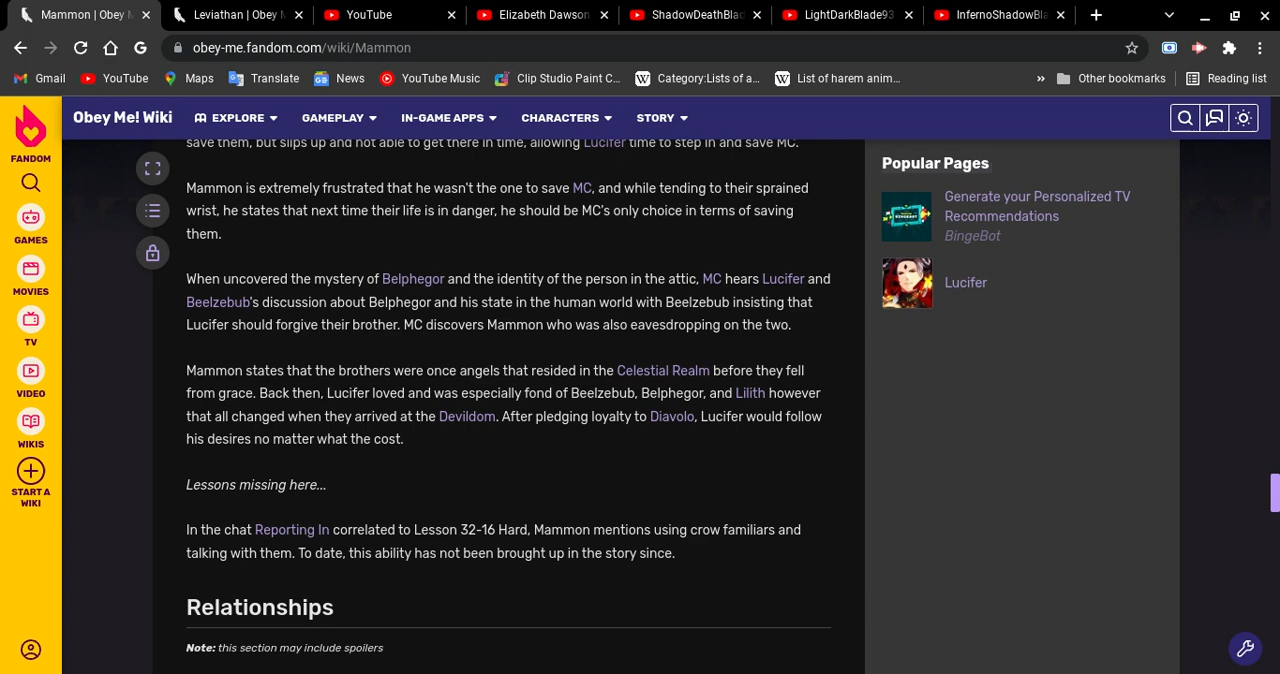 Mammon | Obey M
Leviathan | Obey M
YouTube
Elizabeth Dawson
ShadowDeathBlad
LightDarkBlade93
InfernoShadowBla
obey-me.fandom.com/wiki/Mammon
Gmail
YouTube
Maps
Translate
News
YouTube Music
Clip Studio Paint C...
Category:Lists of a...
List of harem anim...
»
Other bookmarks
Reading list
FANDOM
GAMES
MOVIES
TV
VIDEO
WIKIS
START A
WIKI
Obey Me! Wiki
EXPLORE
GAMEPLAY
IN-GAME APPS
CHARACTERS
STORY
save them, but slips up and not able to get there in time, allowing Lucifer time to step in and save MC.
Mammon is extremely frustrated that he wasn't the one to save MC, and while tending to their sprained
wrist, he states that next time their life is in danger, he should be MC's only choice in terms of saving
them.
When uncovered the mystery of Belphegor and the identity of the person in the attic, MC hears Lucifer and
Beelzebub's discussion about Belphegor and his state in the human world with Beelzebub insisting that
Lucifer should forgive their brother. MC discovers Mammon who was also eavesdropping on the two.
Mammon states that the brothers were once angels that resided in the Celestial Realm before they fell
from grace. Back then, Lucifer loved and was especially fond of Beelzebub, Belphegor, and Lilith however
that all changed when they arrived at the Devildom. After pledging loyalty to Diavolo, Lucifer would follow
his desires no matter what the cost.
Lessons missing here...
In the chat Reporting In correlated to Lesson 32-16 Hard, Mammon mentions using crow familiars and
talking with them. To date, this ability has not been brought up in the story since.
Relationships
Note: this section may include spoilers
Popular Pages
Generate your Personalized TV
Recommendations
BingeBot
Lucifer